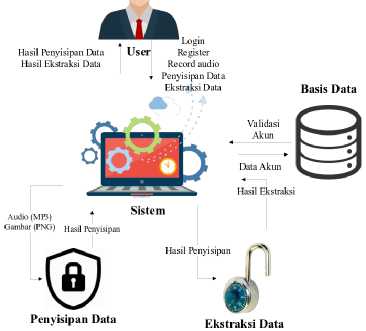 Hasil Penyisipan Data
Hasil Ekstraksi Data
User
Login
Register
Record audio
Penyisipan Data
Ekstraksi Data
Basis Data
Validasi
Akun
Data Akun
Hasil Ekstraksi
Sistem
Audio (MP3)
Gambar (PNG)
Hasil Penyisipan
Hasil Penyisipan
Penyisipan Data
Ekstraksi Data